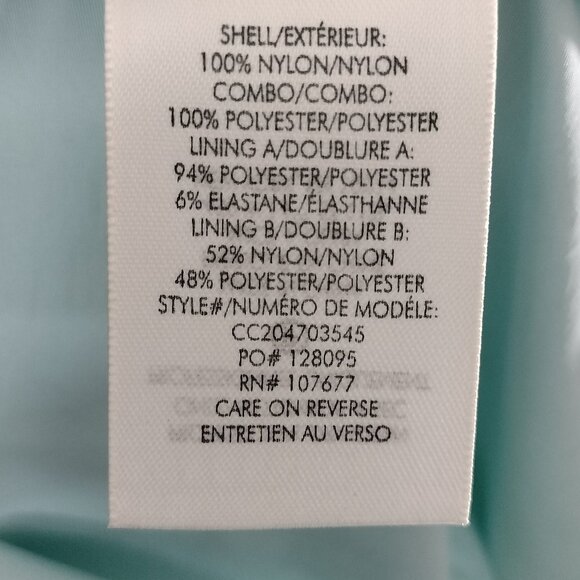 SHELL/EXTÉRIEUR:
100% NYLON/NYLON
COMBO/COMBO:
100% POLYESTER/POLYESTER
LINING A/DOUBLURE A:
94% POLYESTER/POLYESTER
6% ELASTANE/ÉLASTHANNE
LINING B/DOUBLURE B:
52% NYLON/NYLON
48% POLYESTER/POLYESTER
STYLE#/NUMÉRO DE MODÉLE:
CC204703545
PO# 128095
RN# 107677
CARE ON REVERSE
ENTRETIEN AU VERSO